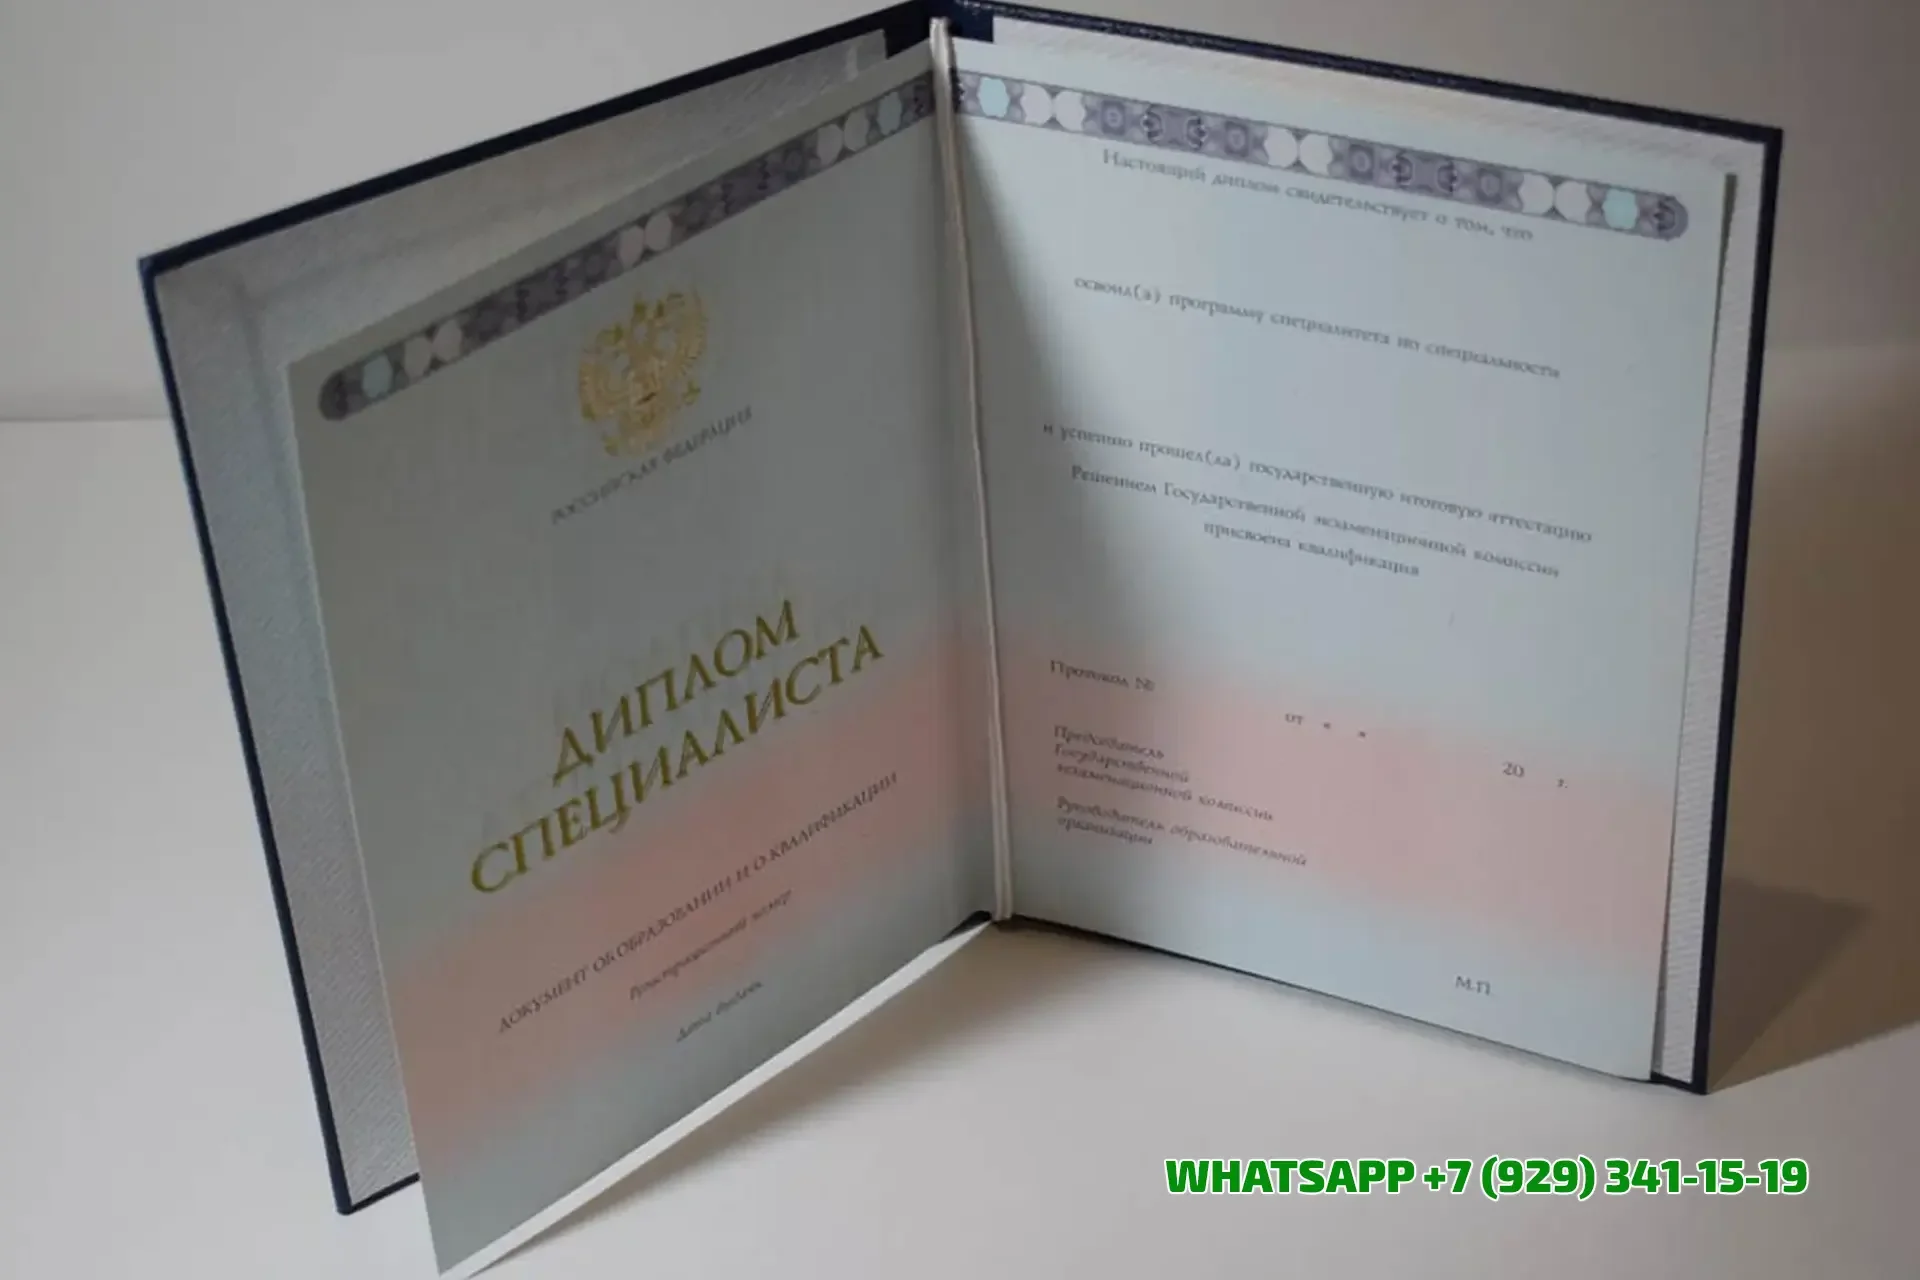 РОССИЙСКАЯ ФЕДЕРАЦИЯ
ДИПЛОМ
СПЕЦИАЛИСТА
ДОКУМЕНТ ОБ ОБРАЗОВАНИИ И О КВАЛИФИКАЦИИ
Регистрационный номер
Дата выдачи
Настоящий диплом свидетельствует о том, что
освоил(а) программу специалитета по специальности
и успешно прошел(ла) государственную итоговую аттестацию
Решением Государственной экзаменационной комиссии
присвоена квалификация
Протокол №
от « » 20 г.
Председатель
Государственной
экзаменационной комиссии
Руководитель образовательной
организации
М.П.
WHATSAPP +7 (929) 341-15-19